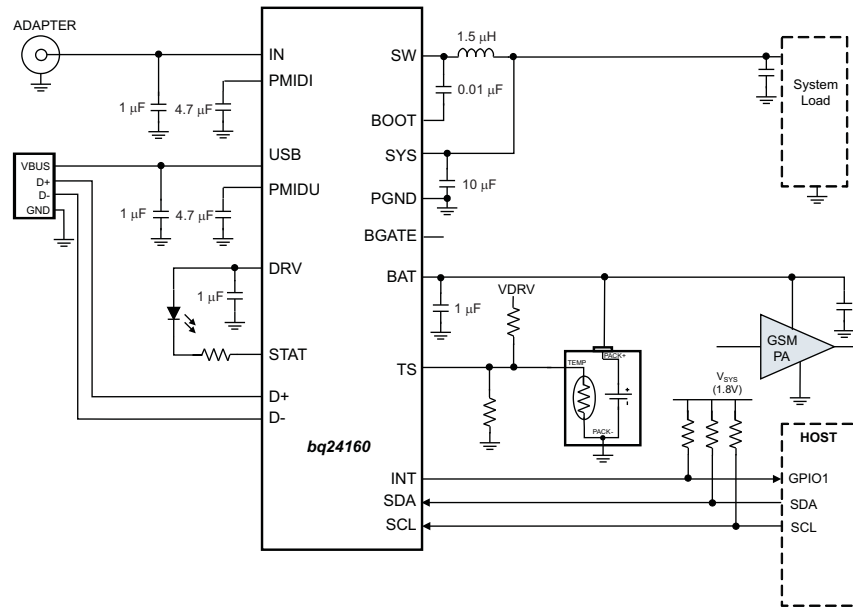 ADAPTER
IN
PMIDI
1 μF
4.7 μF
USB
VBUS
D+
D-
GND
PMIDU
1 μF
4.7 μF
DRV
1 μF
STAT
D+
D-
bq24160
SW
1.5 μH
0.01 μF
BOOT
SYS
10 μF
PGND
BGATE
BAT
1 μF
VDRV
TS
TEMP
PACK+
+
-
PACK-
System
Load
GSM
PA
VSYS
(1.8V)
HOST
INT
GPIO1
SDA
SDA
SCL
SCL